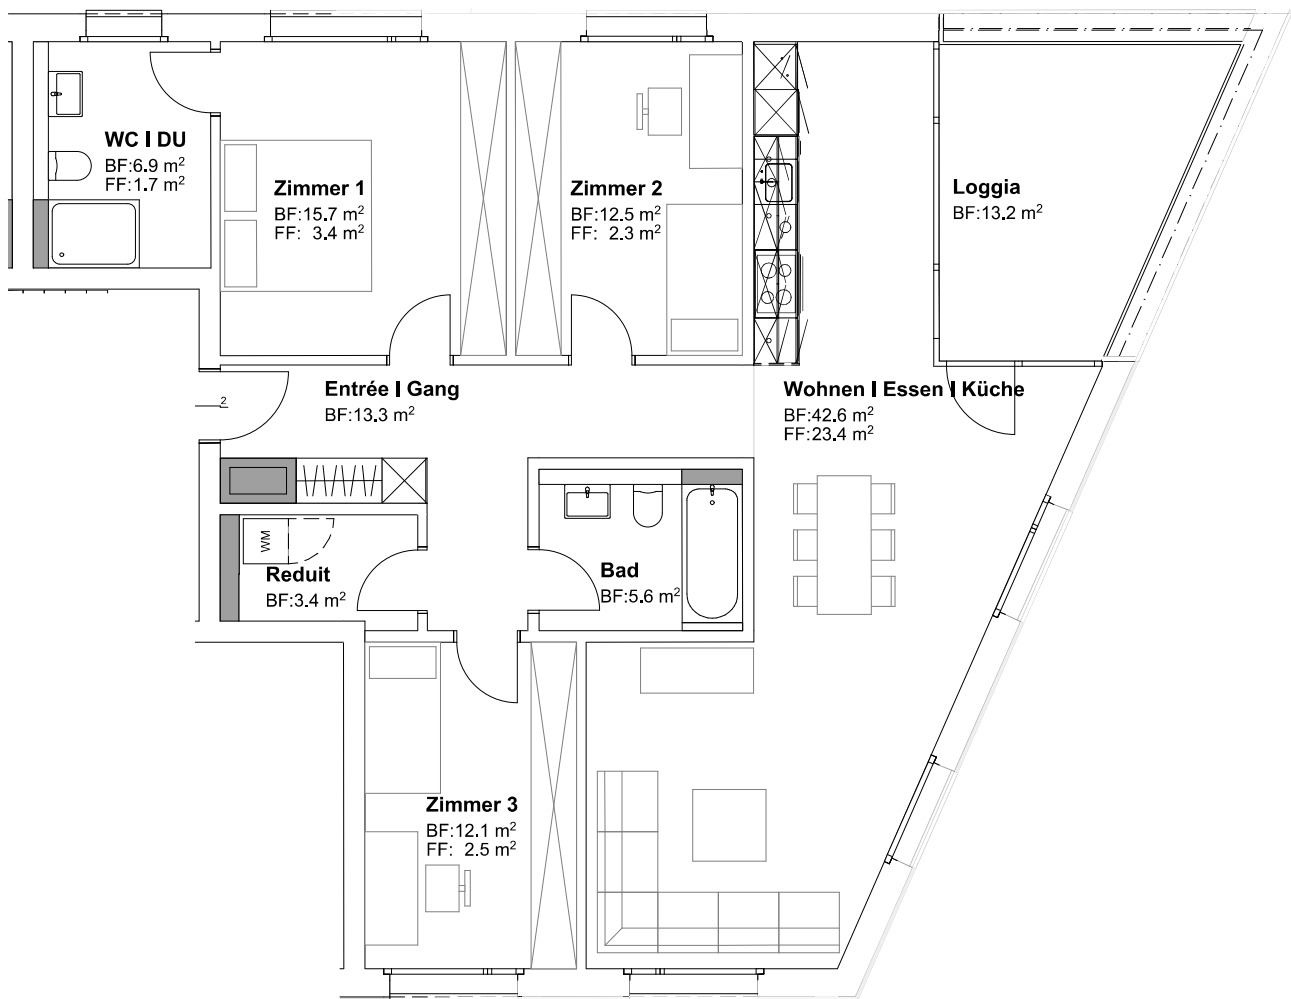 WC I DU
BF:6.9 m²
FF:1.7 m²
Zimmer 1
BF:15.7 m²
FF: 3.4 m²
Zimmer 2
BF:12.5 m²
FF: 2.3 m²
Loggia
BF:13.2 m²
2
Entrée I Gang
BF:13.3 m²
Wohnen I Essen I Küche
BF:42.6 m²
FF:23.4 m²
WM
Reduit
BF:3.4 m²
Bad
BF:5.6 m²
Zimmer 3
BF:12.1 m²
FF: 2.5 m²